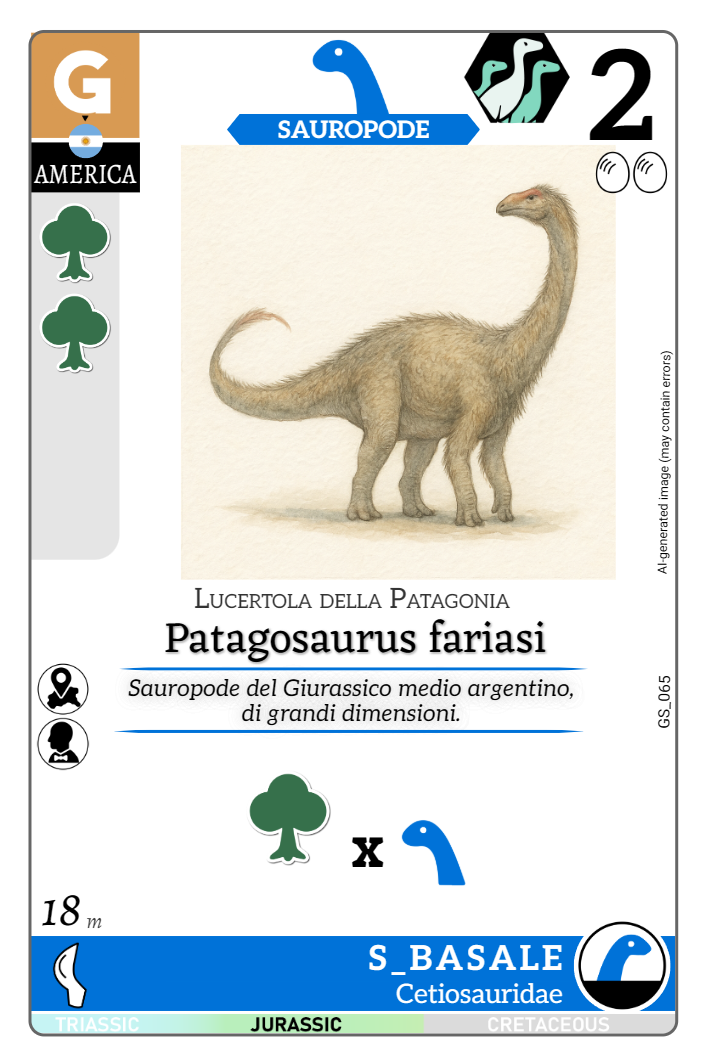 G
AMERICA
SAUROPODE
2
AI-generated image (may contain errors)
Lucertola della Patagonia
Patagosaurus fariasi
Sauropode del Giurassico medio argentino,
di grandi dimensioni.
GS_065
x
18 m
S_BASALE
Cetiosauridae
TRIASSIC JURASSIC CRETACEOUS